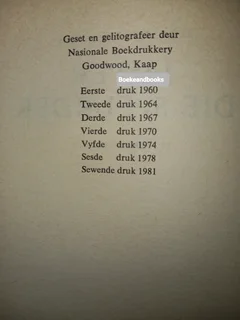 Geset en gelitografeer deur
Nasionale Boekdrukkery
Goodwood, Kaap
Boekeandbooks
Eerste druk 1960
Tweede druk 1964
Derde druk 1967
Vierde druk 1970
Vyfde druk 1974
Sesde druk 1978
Sewende druk 1981